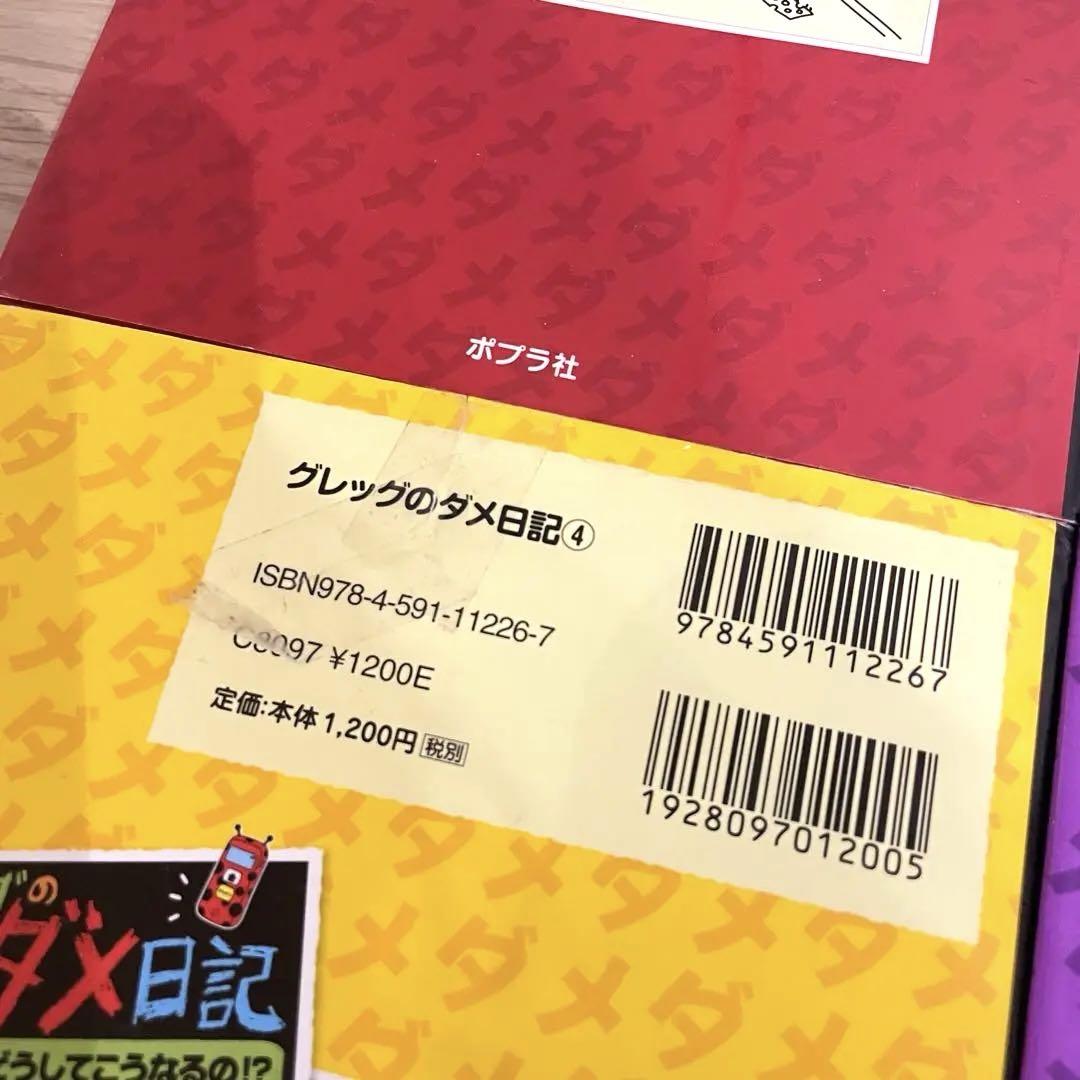 ポプラ社
グレッグのダメ日記④
ISBN978-4-591-11226-7
C8097 ¥1200E
定価:本体1,200円 税別
9784591112267
1928097012005
の
ダメ日記
どうしてこうなるの!?